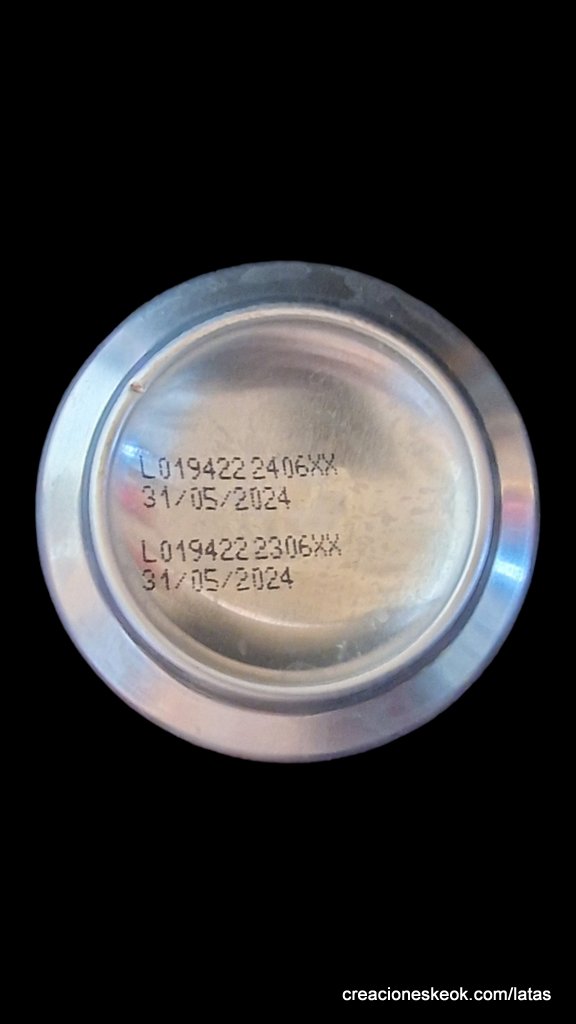 L019422 2406XX
31/05/2024
L019422 2306XX
31/05/2024
creacioneskeok.com/latas